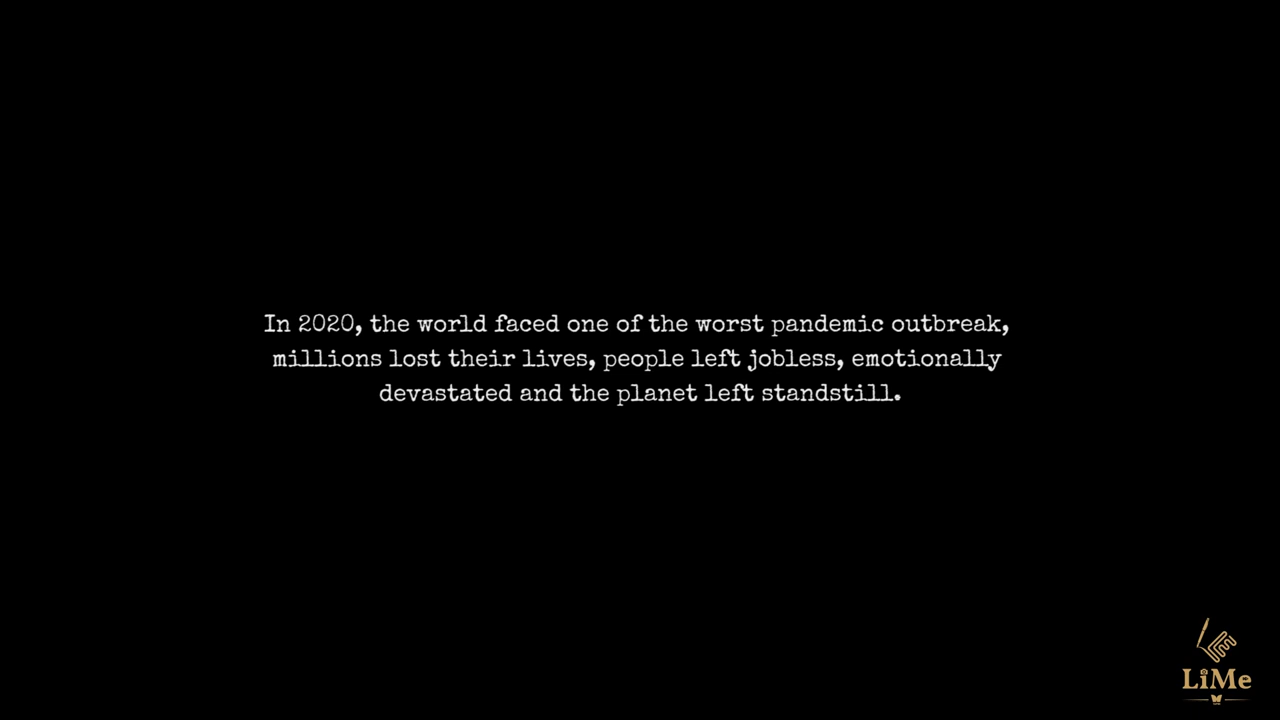 In 2020, the world faced one of the worst pandemic outbreak,
millions lost their lives, people left jobless, emotionally
devastated and the planet left standstill.
LiMe